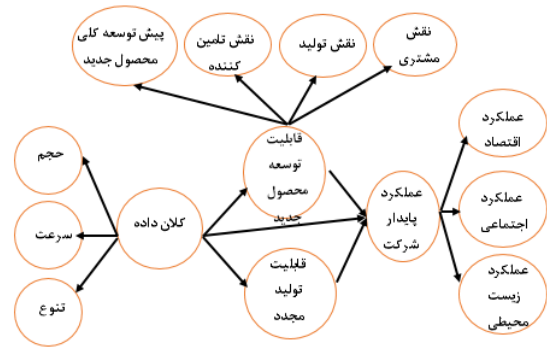 پیش توسعه کلی
محصول جدید
نقش تامین
کننده
نقش تولید
نقش
مشتری
قابلیت
توسعه
محصول
جدید
عملکرد
اقتصاد
حجم
عملکرد
پایدار
شرکت
عملکرد
اجتماعی
کلان داده
سرعت
قابلیت
تولید
مجدد
عملکرد
زیست
محیطی
تنوع